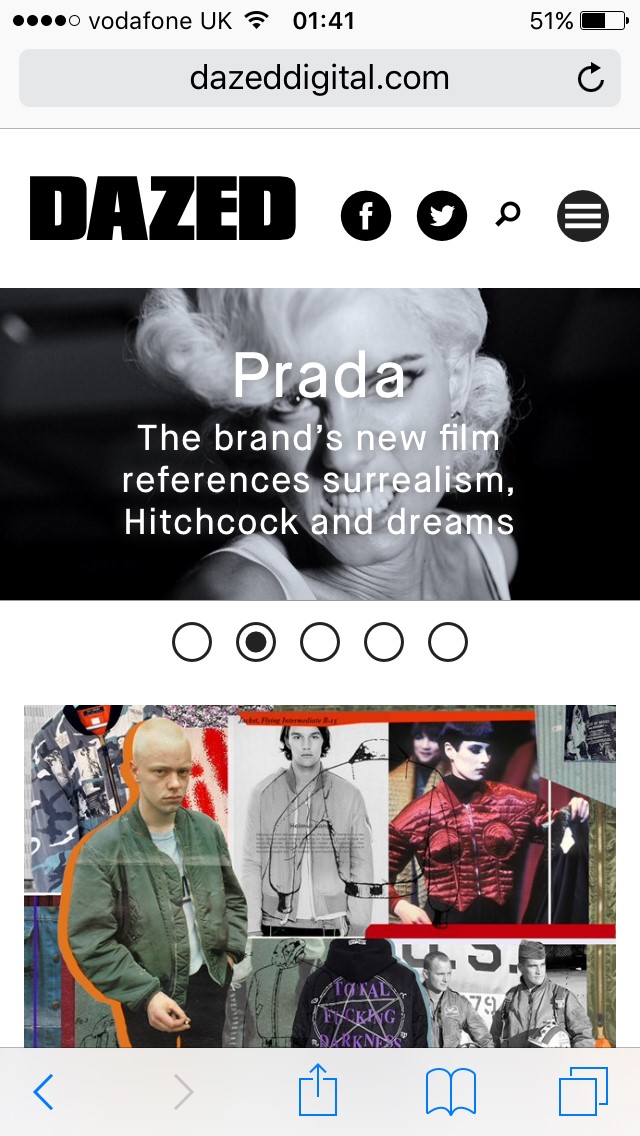 vodafone UK 01:41 51%
dazeddigital.com
DAZED
Prada
The brand’s new film
references surrealism,
Hitchcock and dreams
Jacket, Flying Intermediate B-15
U.S.
79
TOTAL
FUCKING
DARKNESS